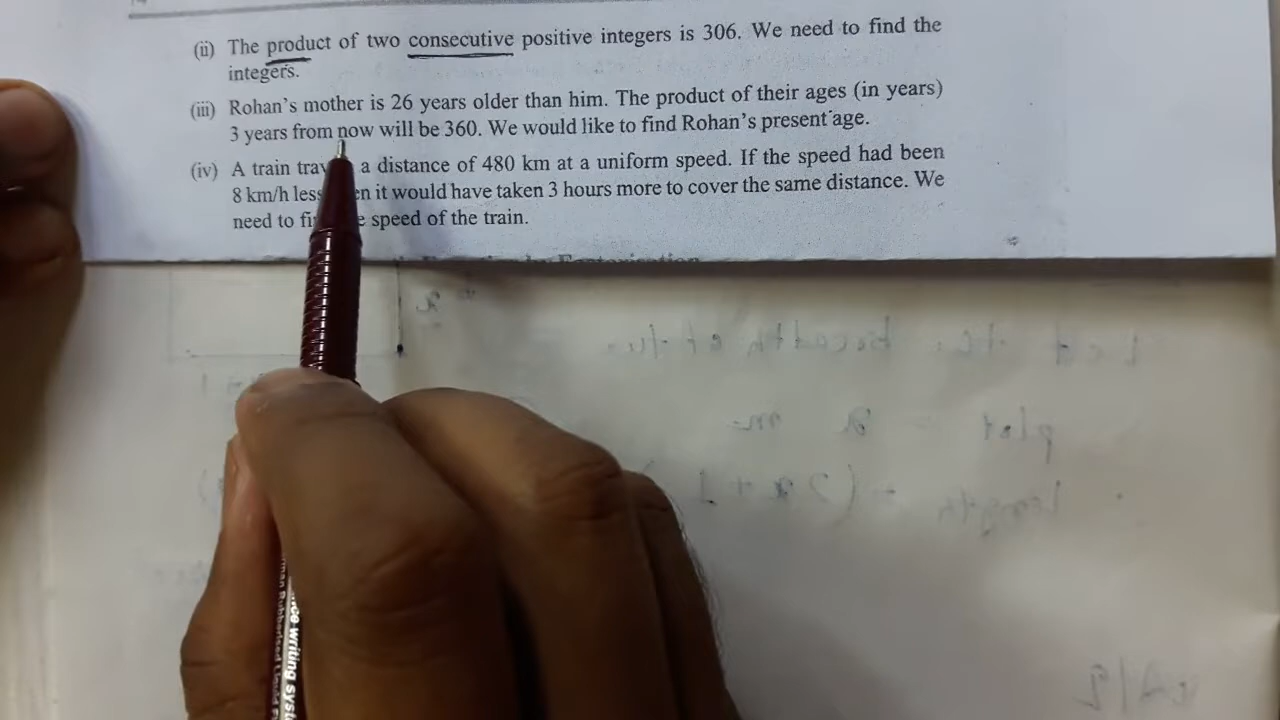 (ii) The product of two consecutive positive integers is 306. We need to find the
integers.
(iii) Rohan's mother is 26 years older than him. The product of their ages (in years)
3 years from now will be 360. We would like to find Rohan's present age.
(iv) A train a distance of 480 km at a uniform speed. If the speed had been
8 km/h less it would have taken 3 hours more to cover the same distance. We
need to speed of the train.